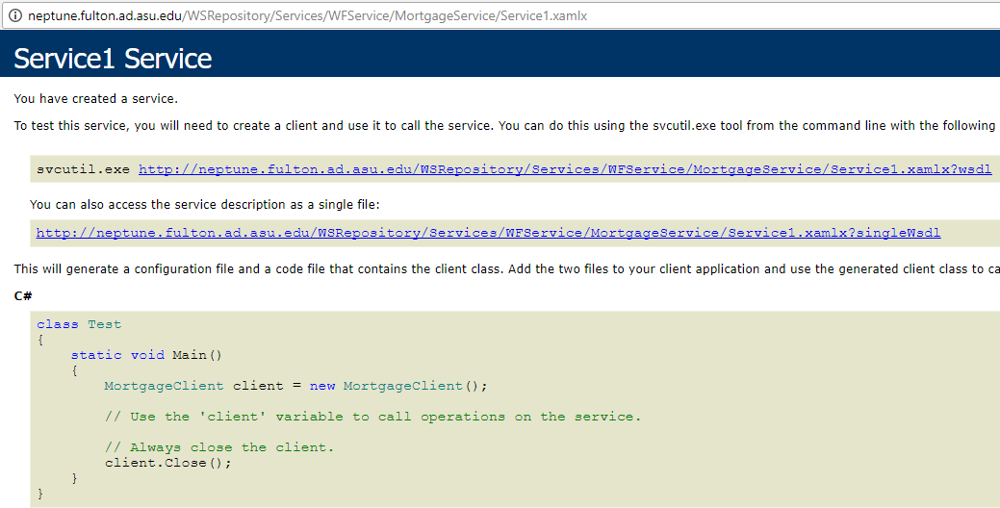 neptune.fulton.ad.asu.edu/WSRepository/Services/WFService/MortgageService/Service1.xamlx
Service1 Service
You have created a service.
To test this service, you will need to create a client and use it to call the service. You can do this using the svcutil.exe tool from the command line with the following
svcutil.exe http://neptune.fulton.ad.asu.edu/WSRepository/Services/WFService/MortgageService/Service1.xamlx?wsdl
You can also access the service description as a single file:
http://neptune.fulton.ad.asu.edu/WSRepository/Services/WFService/MortgageService/Service1.xamlx?singleWsdl
This will generate a configuration file and a code file that contains the client class. Add the two files to your client application and use the generated client class to ca
C#
class Test
{
    static void Main()
    {
        MortgageClient client = new MortgageClient();
        // Use the 'client' variable to call operations on the service.
        // Always close the client.
        client.Close();
    }
}